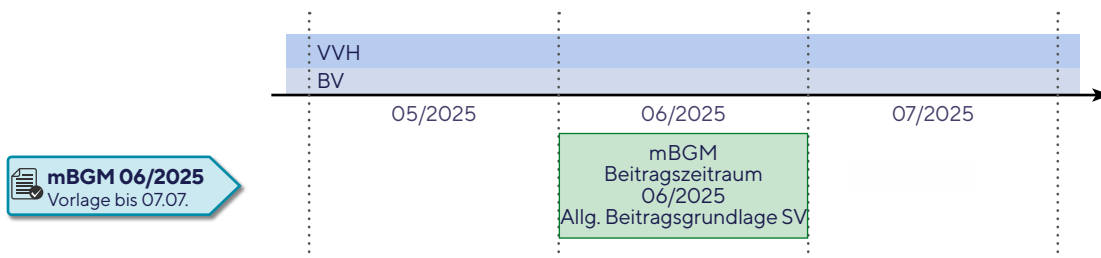 VVH
BV
05/2025
06/2025
07/2025
mBGM
Beitragszeitraum
06/2025
Allg. Beitragsgrundlage SV
mBGM 06/2025
Vorlage bis 07.07.